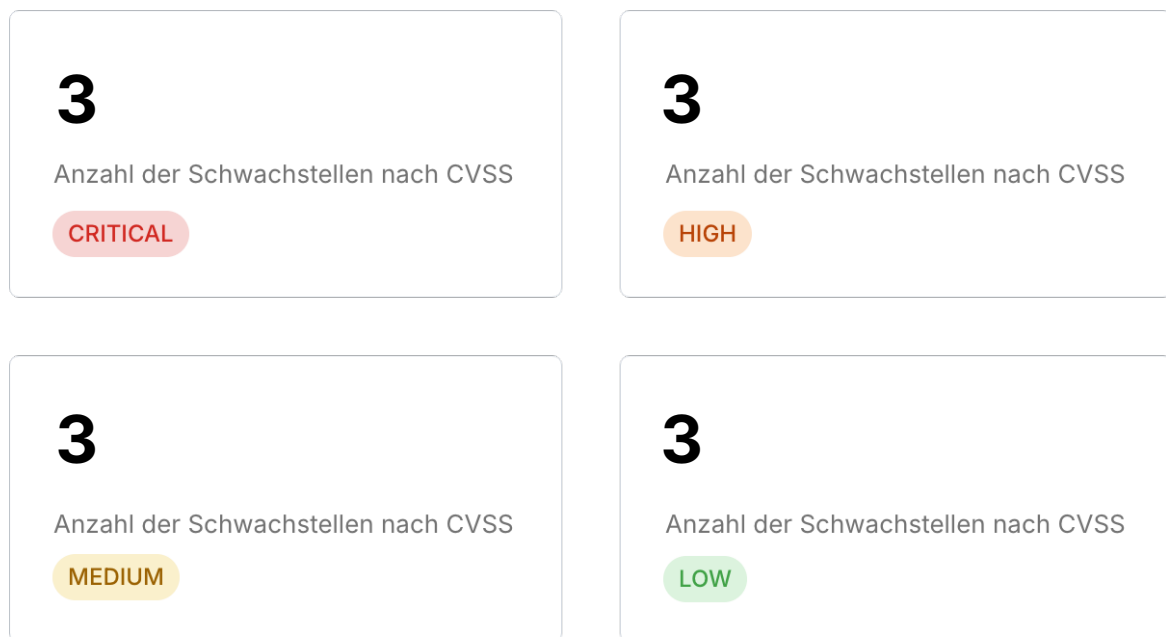 3
Anzahl der Schwachstellen nach CVSS
CRITICAL
3
Anzahl der Schwachstellen nach CVSS
HIGH
3
Anzahl der Schwachstellen nach CVSS
MEDIUM
3
Anzahl der Schwachstellen nach CVSS
LOW